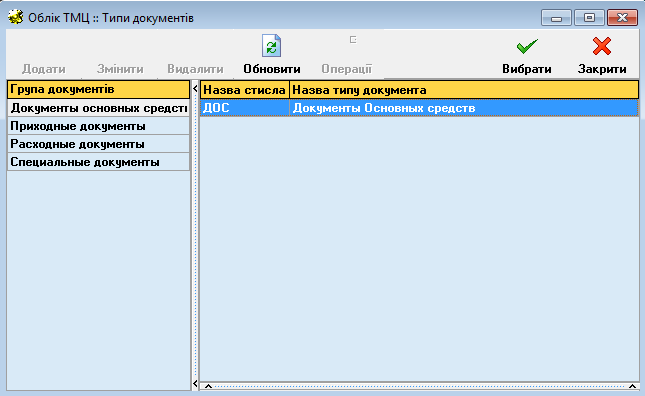 Облік ТМЦ :: Типи документів
Додати Змінити Видалити Обновити Операції Вибрати Закрити
Група документів
Документы основных средств
Приходные документы
Расходные документы
Специальные документы
Назва стисла Назва типу документа
ДОС Документы Основных средств